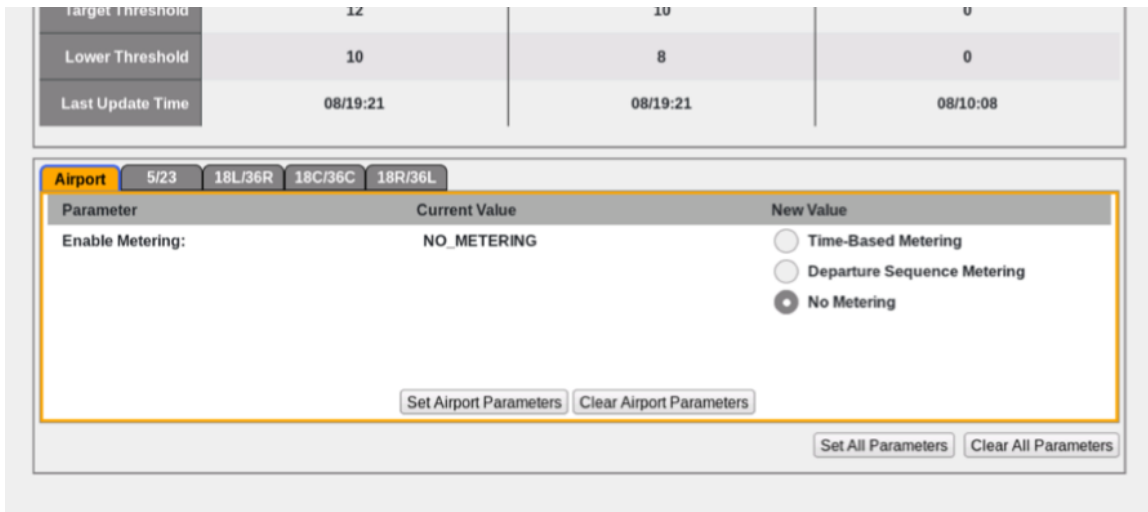 Target Threshold 12 10 0
Lower Threshold 10 8 0
Last Update Time 08/19:21 08/19:21 08/10:08
Airport 5/23 18L/36R 18C/36C 18R/36L
Parameter Current Value New Value
Enable Metering: NO_METERING Time-Based Metering
Departure Sequence Metering
No Metering
Set Airport Parameters Clear Airport Parameters
Set All Parameters Clear All Parameters